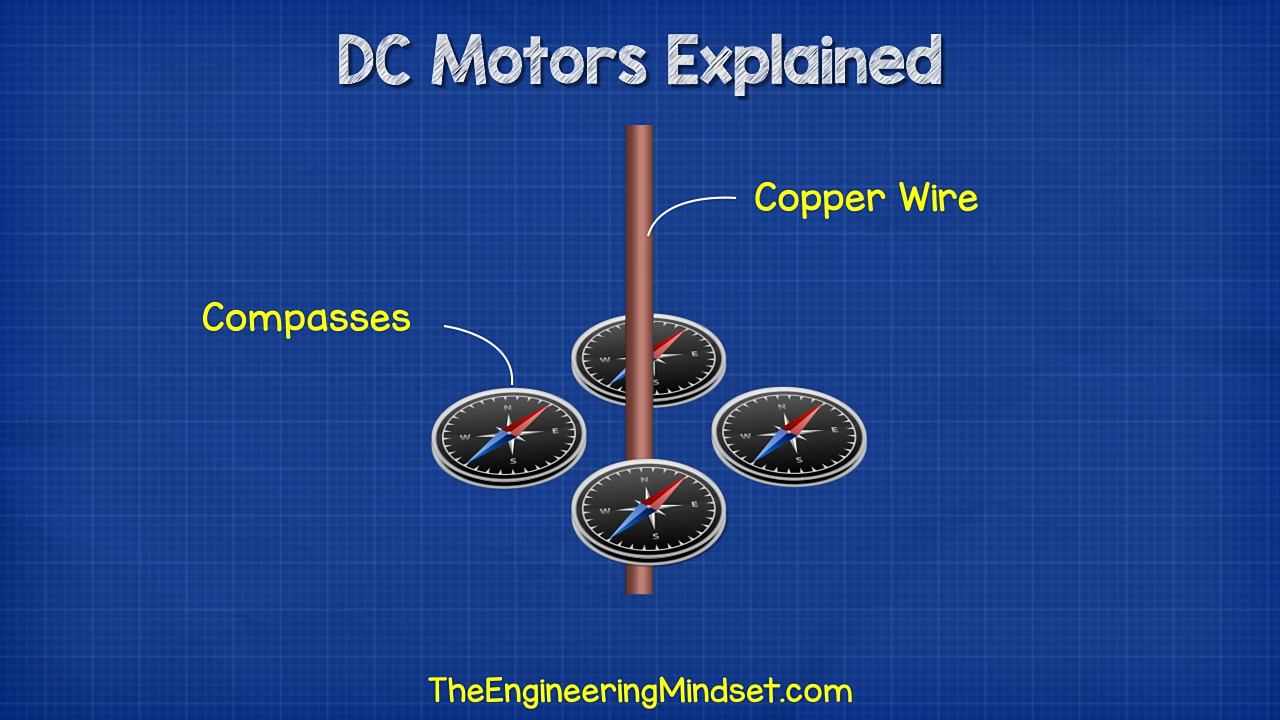 DC Motors Explained
Copper Wire
Compasses
W E
S
N
W E
S
N
W E
S
N
W E
S
TheEngineeringMindset.com